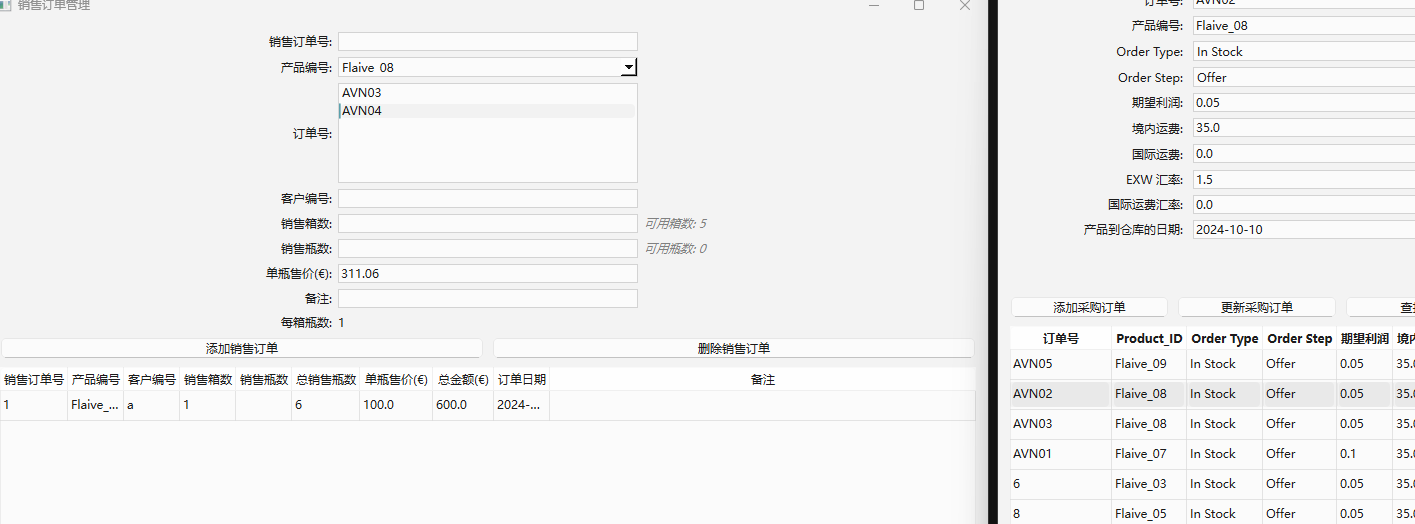 销售订单管理
销售订单号:
产品编号: Flaive_08
订单号: AVN03
AVN04
客户编号:
销售箱数: 可用箱数: 5
销售瓶数: 可用瓶数: 0
单瓶售价(€): 311.06
备注:
每箱瓶数: 1
添加销售订单 删除销售订单
销售订单号 产品编号 客户编号 销售箱数 销售瓶数 总销售瓶数 单瓶售价(€) 总金额(€) 订单日期 备注
1 Flaive_... a 1 6 100.0 600.0 2024-...
订单号: AVN02
产品编号: Flaive_08
Order Type: In Stock
Order Step: Offer
期望利润: 0.05
境内运费: 35.0
国际运费: 0.0
EXW 汇率: 1.5
国际运费汇率: 0.0
产品到仓库的日期: 2024-10-10
添加采购订单 更新采购订单 查
订单号 Product_ID Order Type Order Step 期望利润 境内
AVN05 Flaive_09 In Stock Offer 0.05 35.0
AVN02 Flaive_08 In Stock Offer 0.05 35.0
AVN03 Flaive_08 In Stock Offer 0.05 35.0
AVN01 Flaive_07 In Stock Offer 0.1 35.0
6 Flaive_03 In Stock Offer 0.05 35.0
8 Flaive_05 In Stock Offer 0.05 35.0